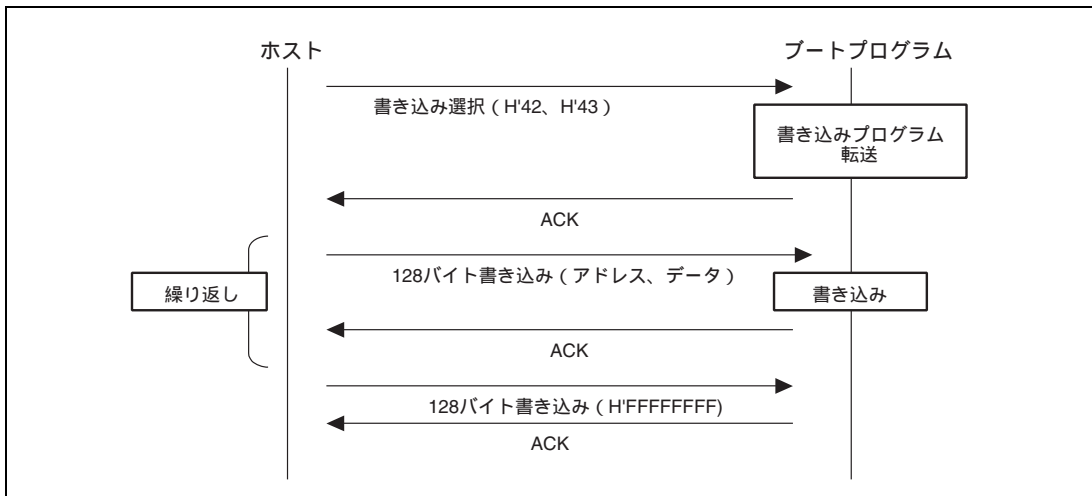 ホスト
ブートプログラム
書き込み選択（H'42、H'43）
書き込みプログラム
転送
ACK
128バイト書き込み（アドレス、データ）
繰り返し
書き込み
ACK
128バイト書き込み（H'FFFFFFFF)
ACK